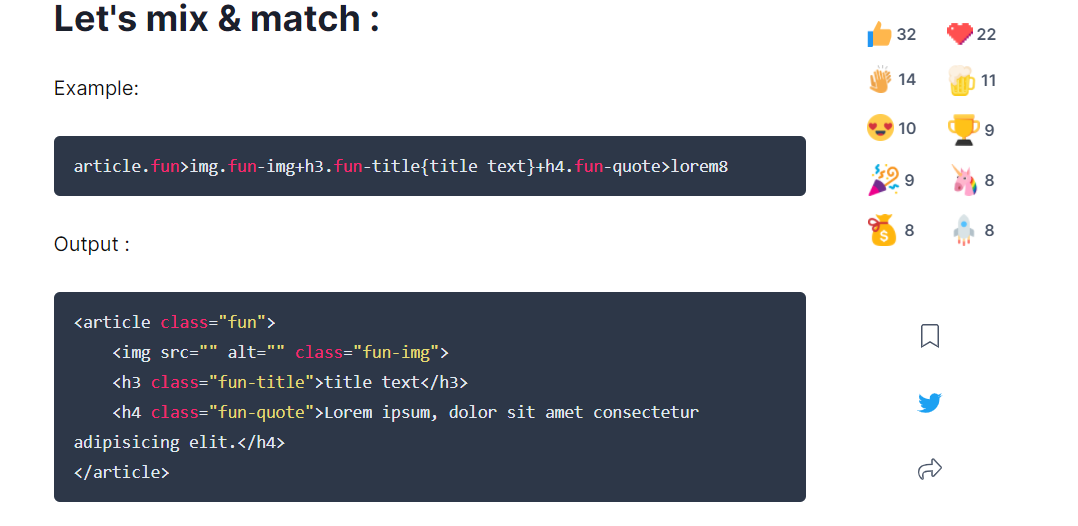 Let's mix & match :
Example:
article.fun>img.fun-img+h3.fun-title{title text}+h4.fun-quote>lorem8
Output :
<article class="fun">
    <img src="" alt="" class="fun-img">
    <h3 class="fun-title">title text</h3>
    <h4 class="fun-quote">Lorem ipsum, dolor sit amet consectetur
adipisicing elit.</h4>
</article>
32 22
14 11
10 9
9 8
8 8